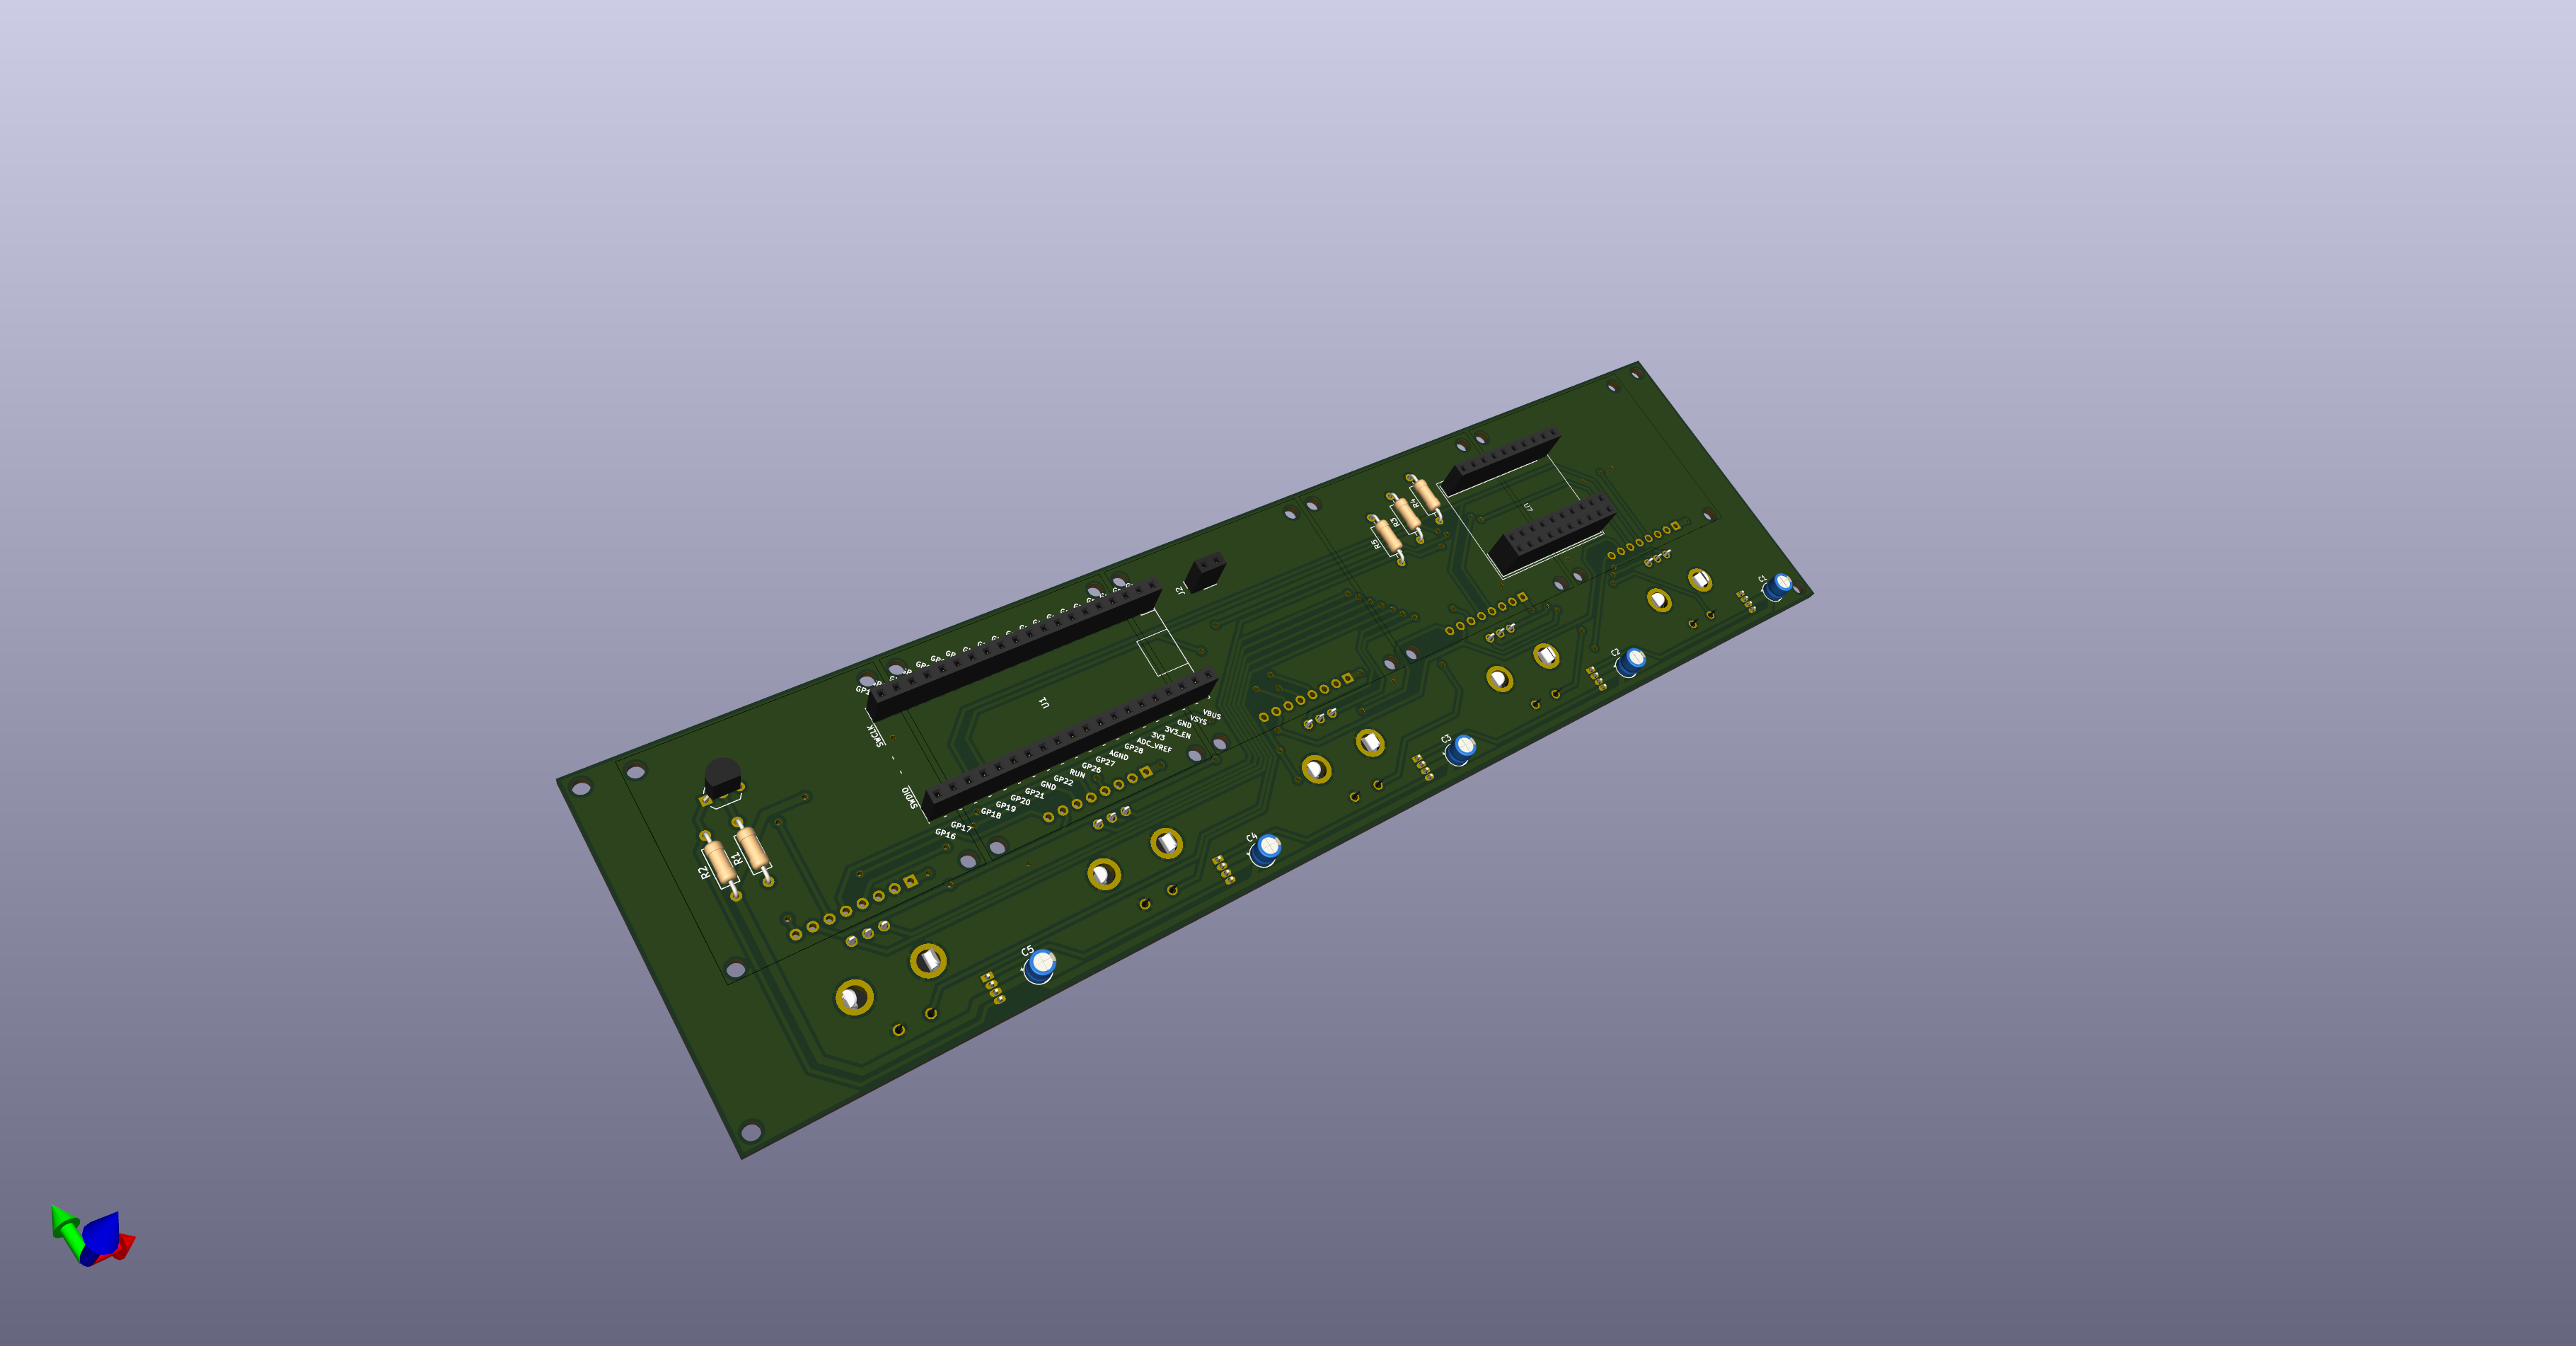 R4
R3
R5
U7
J2
C1
C2
C3
C4
C5
U1
SWCLK
SWDIO
VBUS
VSYS
GND
3V3_EN
3V3
ADC_VREF
GP28
AGND
GP27
GP26
RUN
GP22
GND
GP21
GP20
GP19
GP18
GP17
GP16
R1
R2